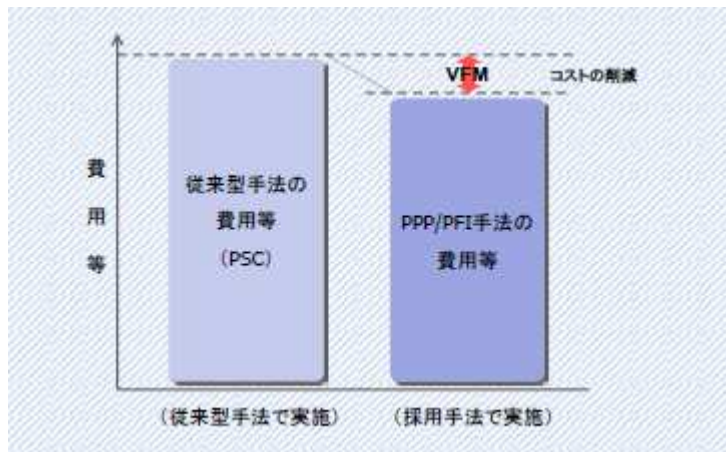 VFM
コストの削減
費用等
従来型手法の
費用等
（PSC）
PPP/PFI手法の
費用等
（従来型手法で実施）
（採用手法で実施）